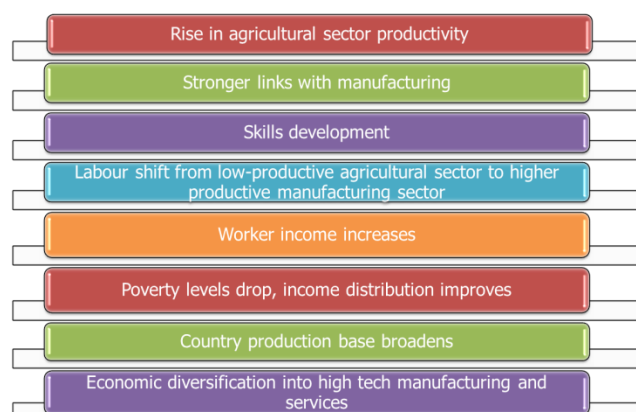 Rise in agricultural sector productivity
Stronger links with manufacturing
Skills development
Labour shift from low-productive agricultural sector to higher
productive manufacturing sector
Worker income increases
Poverty levels drop, income distribution improves
Country production base broadens
Economic diversification into high tech manufacturing and
services